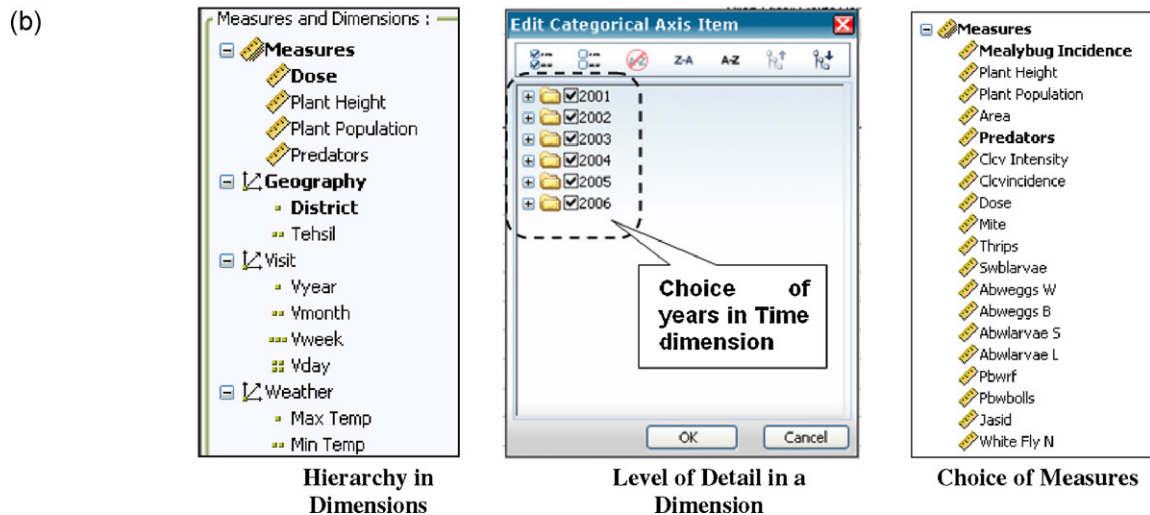 (b)
Measures and Dimensions :
Measures
Dose
Plant Height
Plant Population
Predators
Geography
District
Tehsil
Visit
Vyear
Vmonth
Vweek
Vday
Weather
Max Temp
Min Temp
Hierarchy in
Dimensions
Edit Categorical Axis Item
Z-A
A-Z
2001
2002
2003
2004
2005
2006
Choice of
years in Time
dimension
OK
Cancel
Level of Detail in a
Dimension
Measures
Mealybug Incidence
Plant Height
Plant Population
Area
Predators
Clcv Intensity
Clcvincidence
Dose
Mite
Thrips
Swblarvae
Abweggs W
Abweggs B
Abwlarvae S
Abwlarvae L
Pbwrf
Pbwbolls
Jasid
White Fly N
Choice of Measures